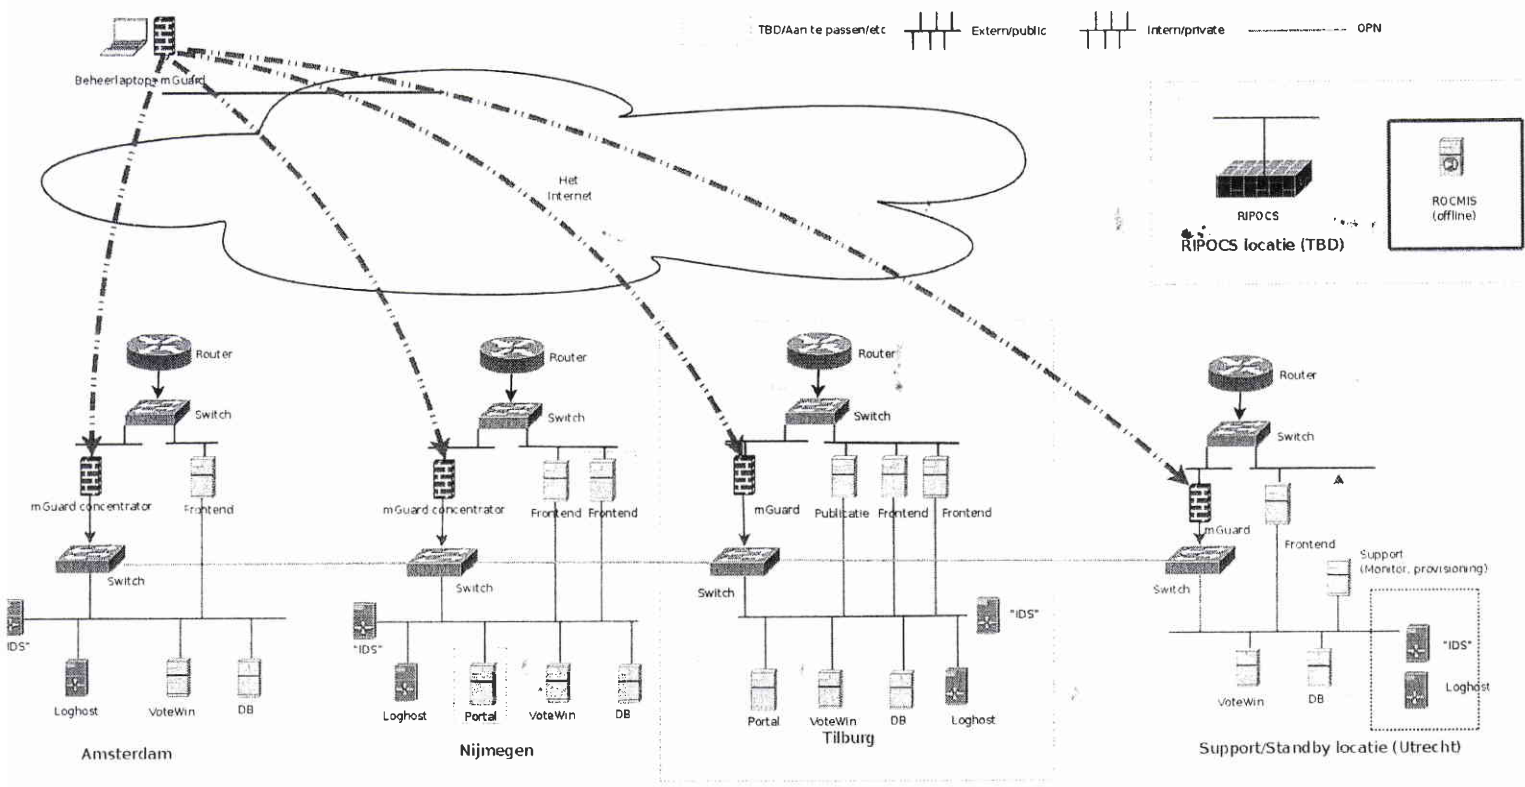 TBD/Aan te passen/etc
Extern/public
Intern/private
OPN
Beheerlaptop+mGuard
Het
Internet
RIPOCS
RIPOCS locatie (TBD)
ROCMIS
(offline)
Router
Router
Router
Router
Switch
Switch
Switch
Switch
mGuard concentrator
Frontend
mGuard concentrator
Frontend
Frontend
mGuard
Publicatie
Frontend
Frontend
mGuard
Frontend
Support
(Monitor, provisioning)
Switch
Switch
Switch
Switch
IDS"
"IDS"
"IDS"
"IDS"
Loghost
VoteWin
DB
Loghost
Portal
VoteWin
DB
Portal
VoteWin
DB
Loghost
VoteWin
DB
Loghost
Amsterdam
Nijmegen
Tilburg
Support/Standby locatie (Utrecht)